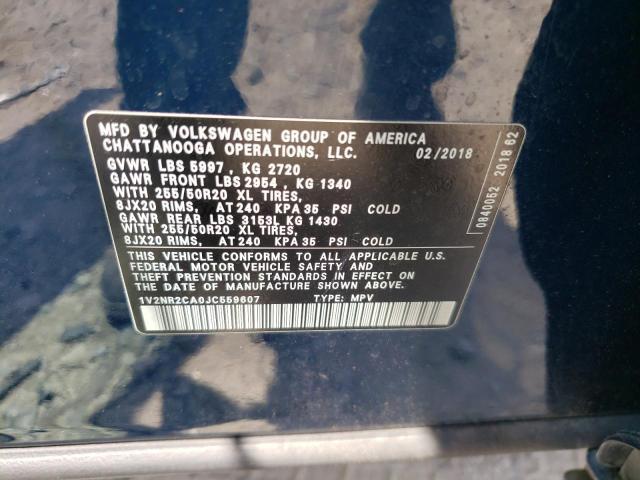 MFD BY VOLKSWAGEN GROUP OF AMERICA
CHATTANOOGA OPERATIONS, LLC. 02/2018
GVWR LBS 5997 , KG 2720
GAWR FRONT LBS 2954 , KG 1340
WITH 255/50R20 XL TIRES,
8JX20 RIMS, AT 240 KPA 35 PSI COLD
GAWR REAR LBS 3153L KG 1430
WITH 255/50R20 XL TIRES,
8JX20 RIMS, AT 240 KPA 35 PSI COLD
THIS VEHICLE CONFORMS TO ALL APPLICABLE U.S.
FEDERAL MOTOR VEHICLE SAFETY AND
THEFT PREVENTION STANDARDS IN EFFECT ON
THE DATE OF MANUFACTURE SHOWN ABOVE.
1V2NR2CA0JC559607 TYPE: MPV
0840052 2018 62